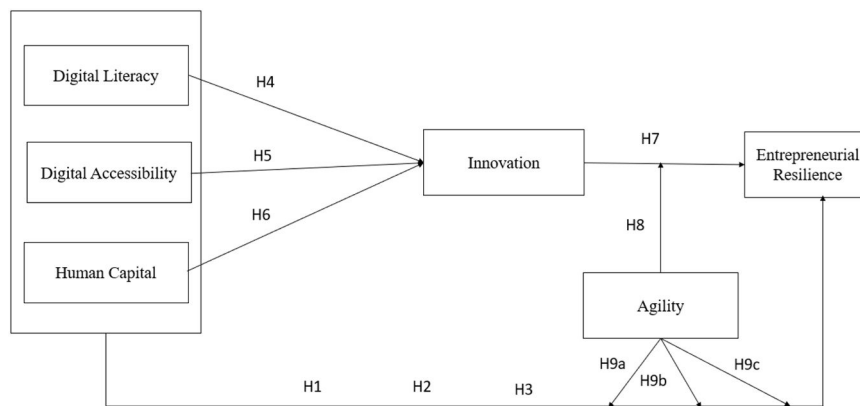 Digital Literacy
H4
Digital Accessibility
H5
Human Capital
H6
Innovation
H7
Entrepreneurial
Resilience
H8
Agility
H1
H2
H3
H9a
H9b
H9c